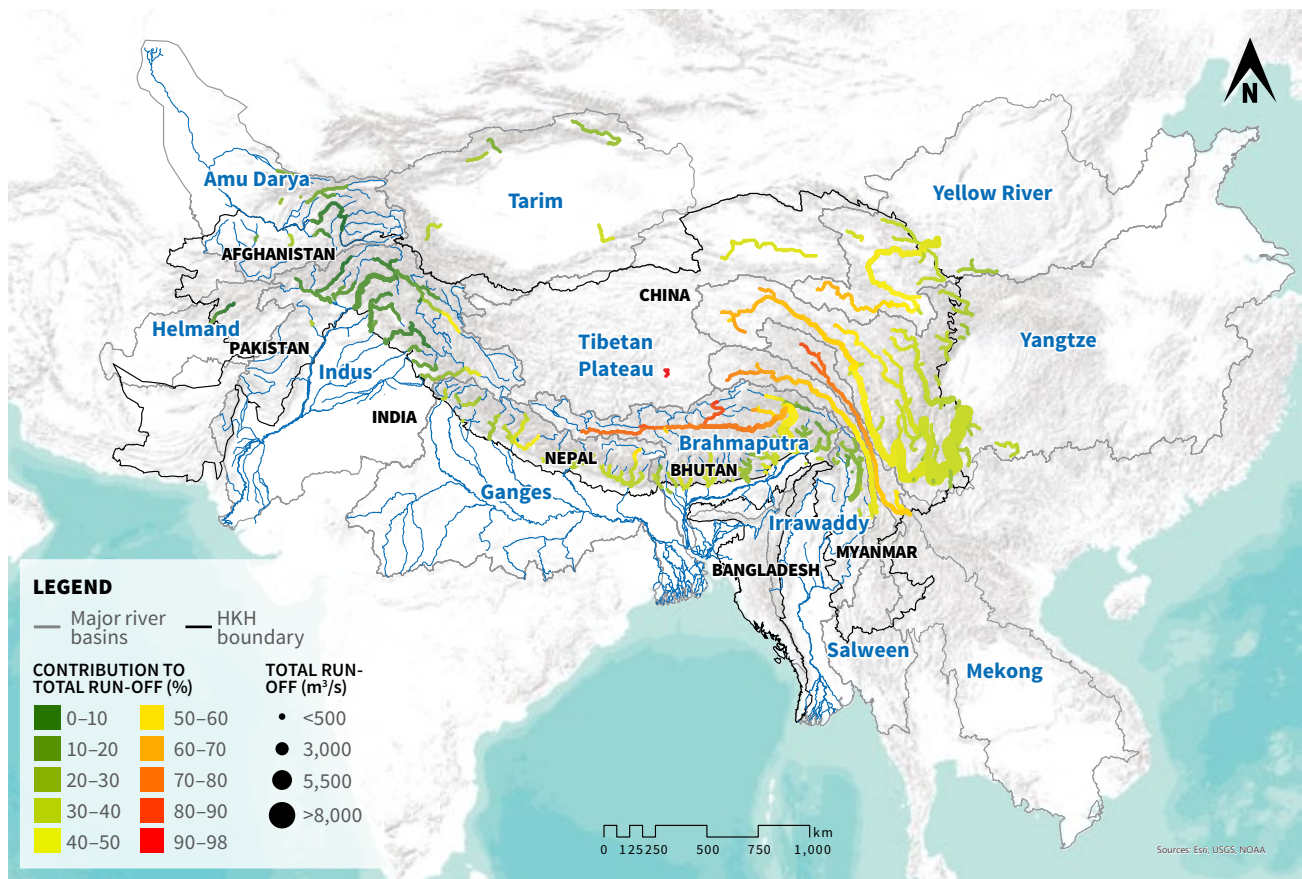 N
Amu Darya
Tarim
Yellow River
AFGHANISTAN
CHINA
Helmand
PAKISTAN
Tibetan
Plateau
Yangtze
Indus
INDIA
Brahmaputra
NEPAL
BHUTAN
Ganges
Irrawaddy
MYANMAR
BANGLADESH
Salween
Mekong
LEGEND
Major river
basins
HKH
boundary
CONTRIBUTION TO
TOTAL RUN-OFF (%)
0–10
10–20
20–30
30–40
40–50
50–60
60–70
70–80
80–90
90–98
TOTAL RUN-
OFF (m³/s)
<500
3,000
5,500
>8,000
km
0 125250 500 750 1,000
Sources: Esri, USGS, NOAA